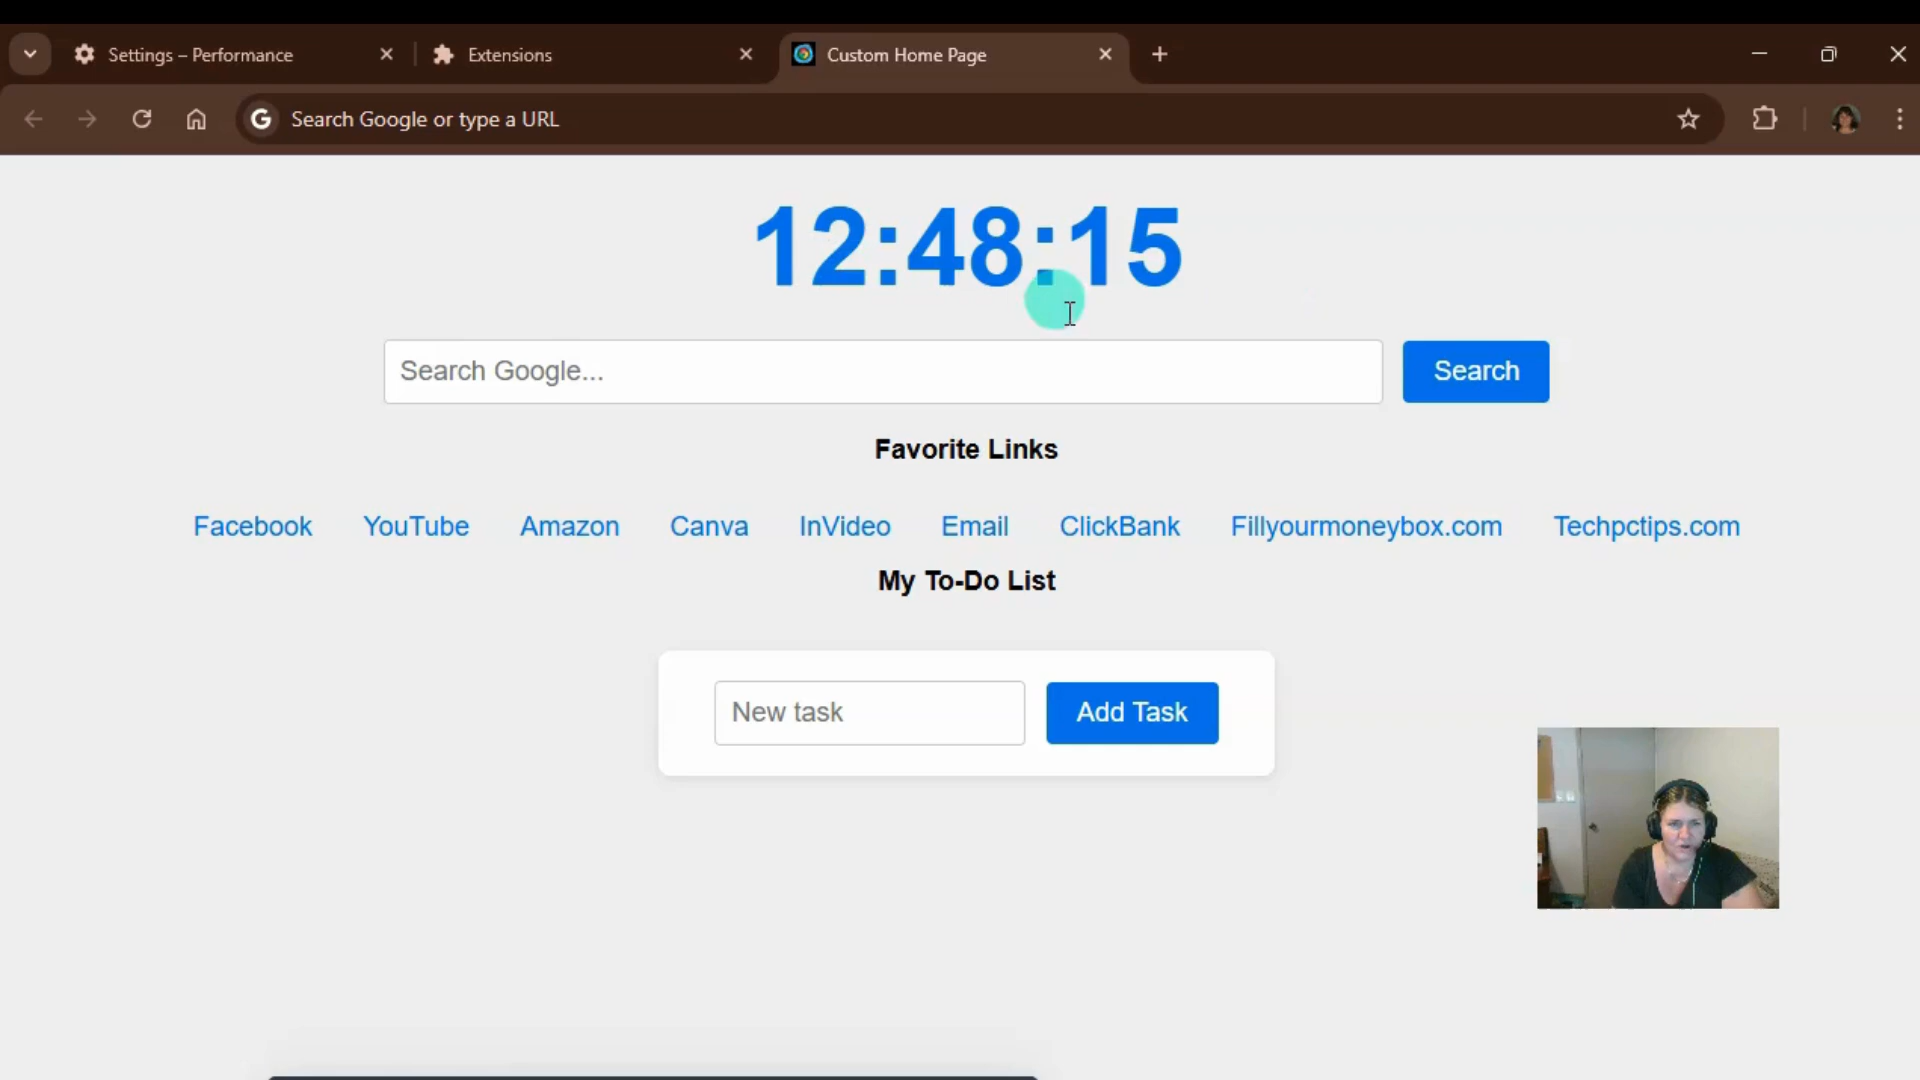 Settings – Performance
Extensions
Custom Home Page
Search Google or type a URL
12:48:15
Search Google...
Search
Favorite Links
Facebook YouTube Amazon Canva InVideo Email ClickBank Fillyourmoneybox.com Techpctips.com
My To-Do List
New task
Add Task